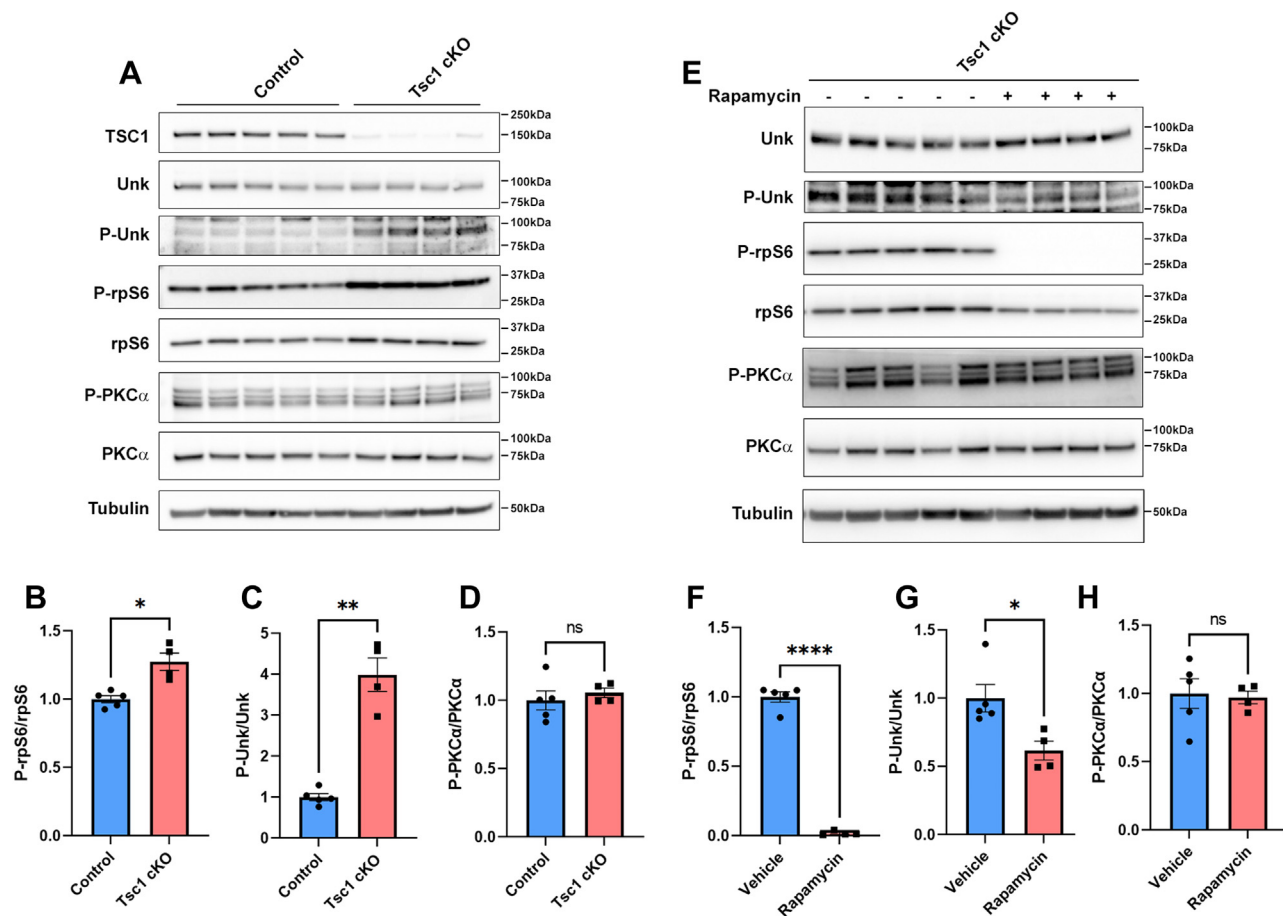 A
Control
Tsc1 cKO
TSC1
250kDa
150kDa
Unk
100kDa
75kDa
P-Unk
100kDa
75kDa
P-rpS6
37kDa
25kDa
rpS6
37kDa
25kDa
P-PKCα
100kDa
75kDa
PKCα
100kDa
75kDa
Tubulin
50kDa
E
Tsc1 cKO
Rapamycin - - - - - + + + +
Unk
100kDa
75kDa
P-Unk
100kDa
75kDa
P-rpS6
37kDa
25kDa
rpS6
37kDa
25kDa
P-PKCα
100kDa
75kDa
PKCα
100kDa
75kDa
Tubulin
50kDa
B
*
P-rpS6/rpS6
1.5
1.0
0.5
0.0
Control
Tsc1 cKO
C
**
P-Unk/Unk
5
4
3
2
1
0
Control
Tsc1 cKO
D
ns
P-PKCα/PKCα
1.5
1.0
0.5
0.0
Control
Tsc1 cKO
F
****
P-rpS6/rpS6
1.5
1.0
0.5
0.0
Vehicle
Rapamycin
G
*
P-Unk/Unk
1.5
1.0
0.5
0.0
Vehicle
Rapamycin
H
ns
P-PKCα/PKCα
1.5
1.0
0.5
0.0
Vehicle
Rapamycin